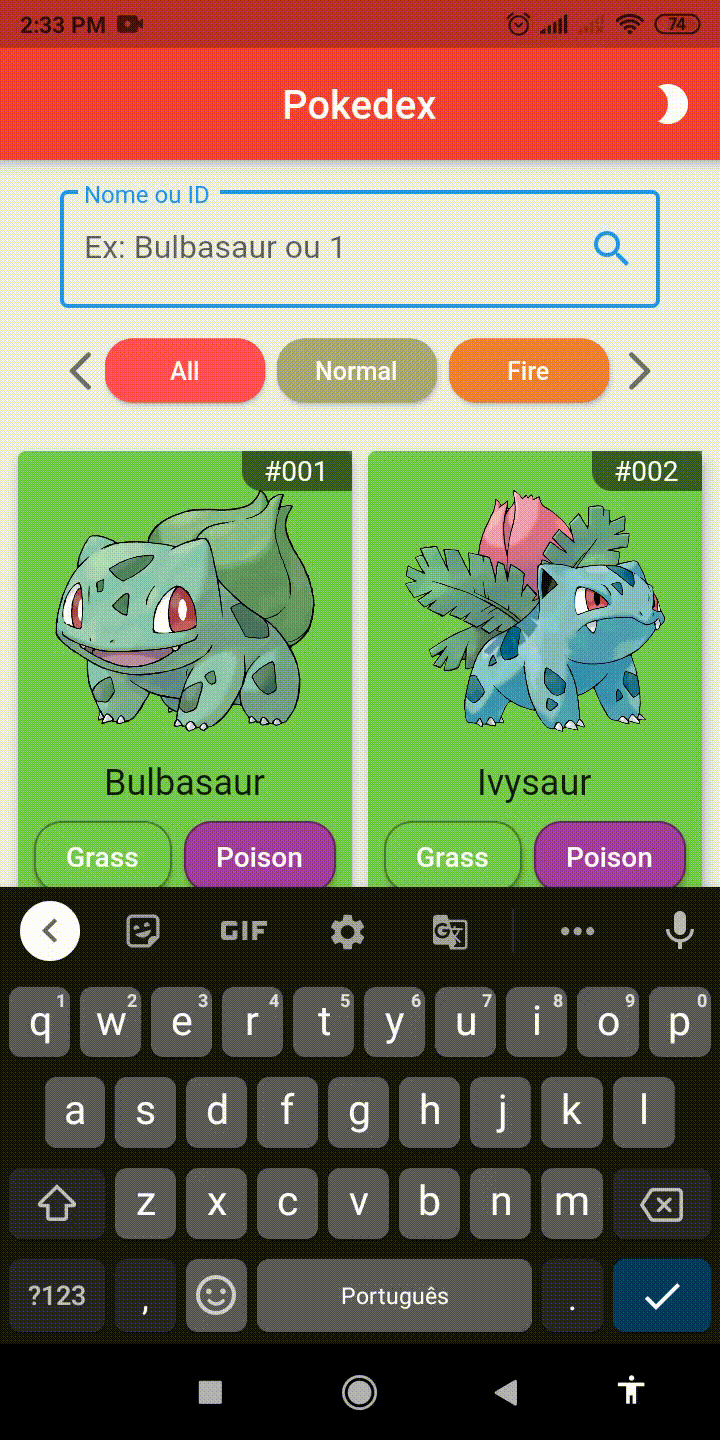 2:33 PM 74
Pokedex
Nome ou ID
Ex: Bulbasaur ou 1
All Normal Fire
#001 #002
Bulbasaur Ivysaur
Grass Poison Grass Poison
GIF G
1 2 3 4 5 6 7 8 9 0
q w e r t y u i o p
a s d f g h j k l
z x c v b n m
?123 , Português .